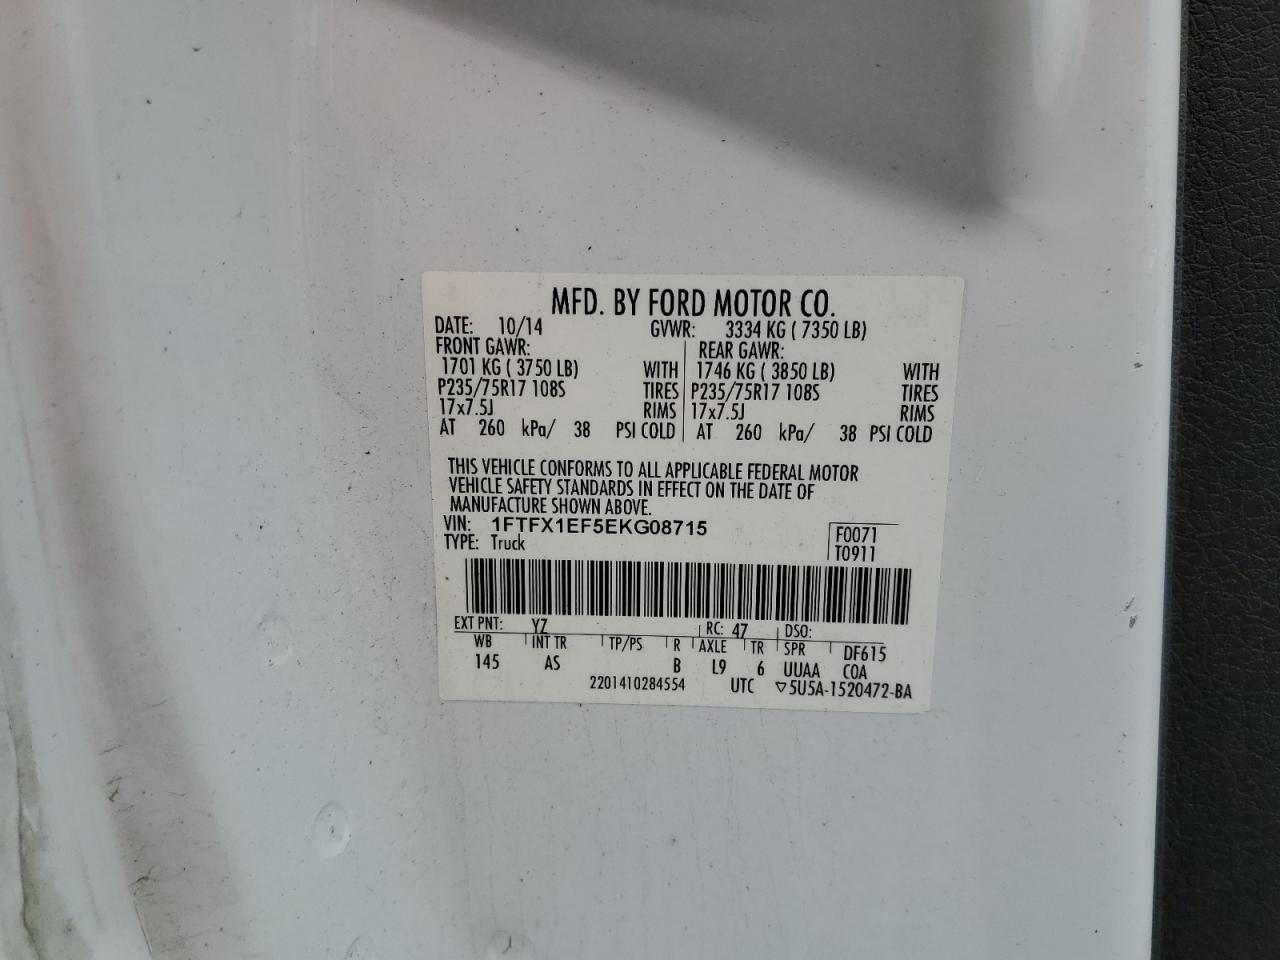 MFD. BY FORD MOTOR CO.
DATE: 10/14 GVWR: 3334 KG ( 7350 LB)
FRONT GAWR: REAR GAWR:
1701 KG ( 3750 LB) WITH 1746 KG ( 3850 LB) WITH
P235/75R17 108S TIRES P235/75R17 108S TIRES
17x7.5J RIMS 17x7.5J RIMS
AT 260 kPa/ 38 PSI COLD AT 260 kPa/ 38 PSI COLD
THIS VEHICLE CONFORMS TO ALL APPLICABLE FEDERAL MOTOR
VEHICLE SAFETY STANDARDS IN EFFECT ON THE DATE OF
MANUFACTURE SHOWN ABOVE.
VIN: 1FTFX1EF5EKG08715 F0071
TYPE: Truck T0911
EXT PNT: YZ RC: 47 DSO:
WB INT TR TP/PS R AXLE TR SPR DF615
145 AS B L9 6 UUAA COA
2201410284554 UTC ▽5U5A-1520472-BA